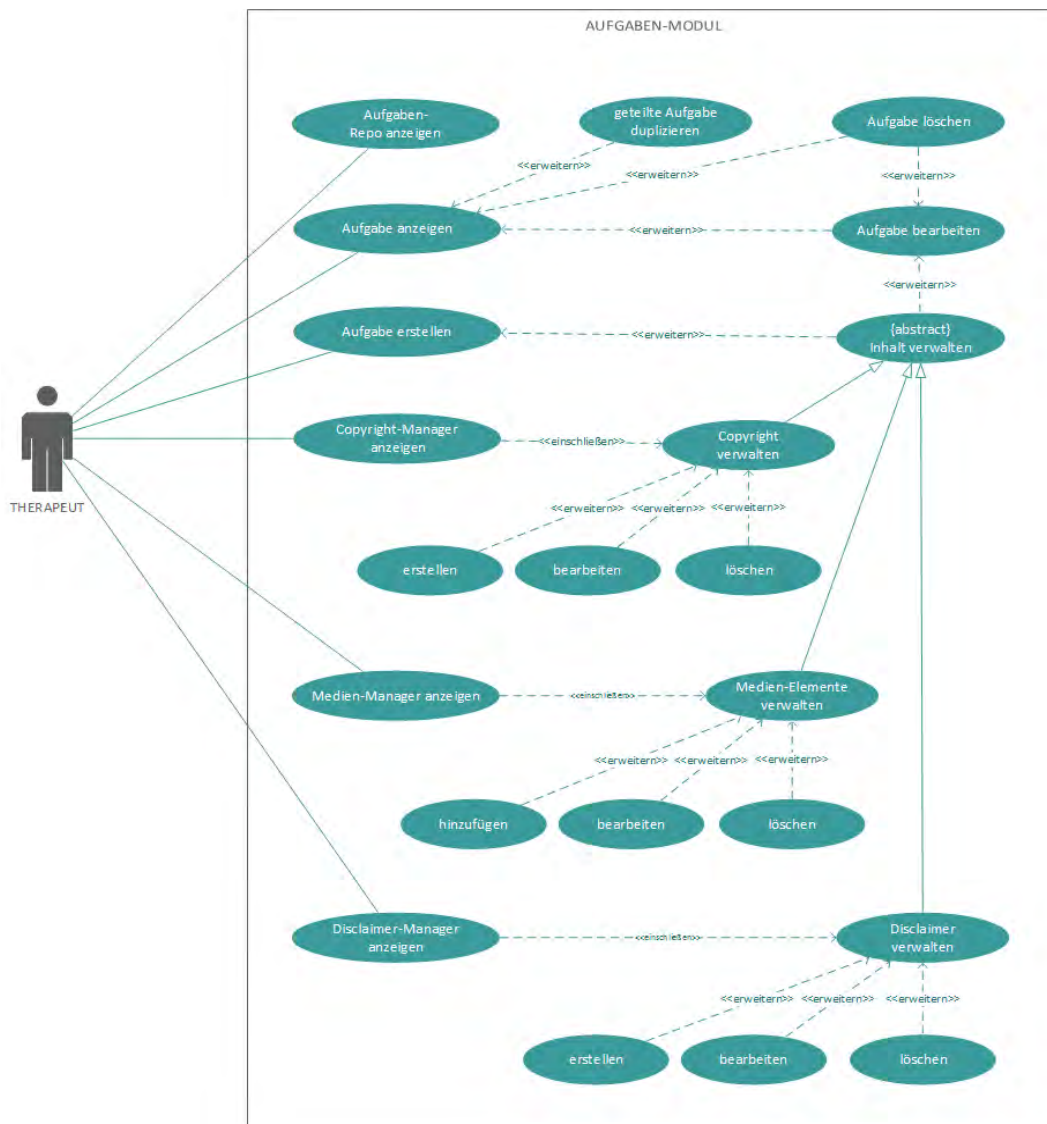 AUFGABEN-MODUL
Aufgaben-
Repo anzeigen
geteilte Aufgabe
duplizieren
Aufgabe löschen
<<erweitern>>
<<erweitern>>
<<erweitern>>
Aufgabe anzeigen
<<erweitern>>
Aufgabe bearbeiten
<<erweitern>>
Aufgabe erstellen
<<erweitern>>
{abstract}
Inhalt verwalten
THERAPEUT
Copyright-Manager
anzeigen
<<einschließen>>
Copyright
verwalten
<<erweitern>>
<<erweitern>>
<<erweitern>>
erstellen
bearbeiten
löschen
Medien-Manager anzeigen
<<einschließen>>
Medien-Elemente
verwalten
<<erweitern>>
<<erweitern>>
<<erweitern>>
hinzufügen
bearbeiten
löschen
Disclaimer-Manager
anzeigen
<<einschließen>>
Disclaimer
verwalten
<<erweitern>>
<<erweitern>>
<<erweitern>>
erstellen
bearbeiten
löschen